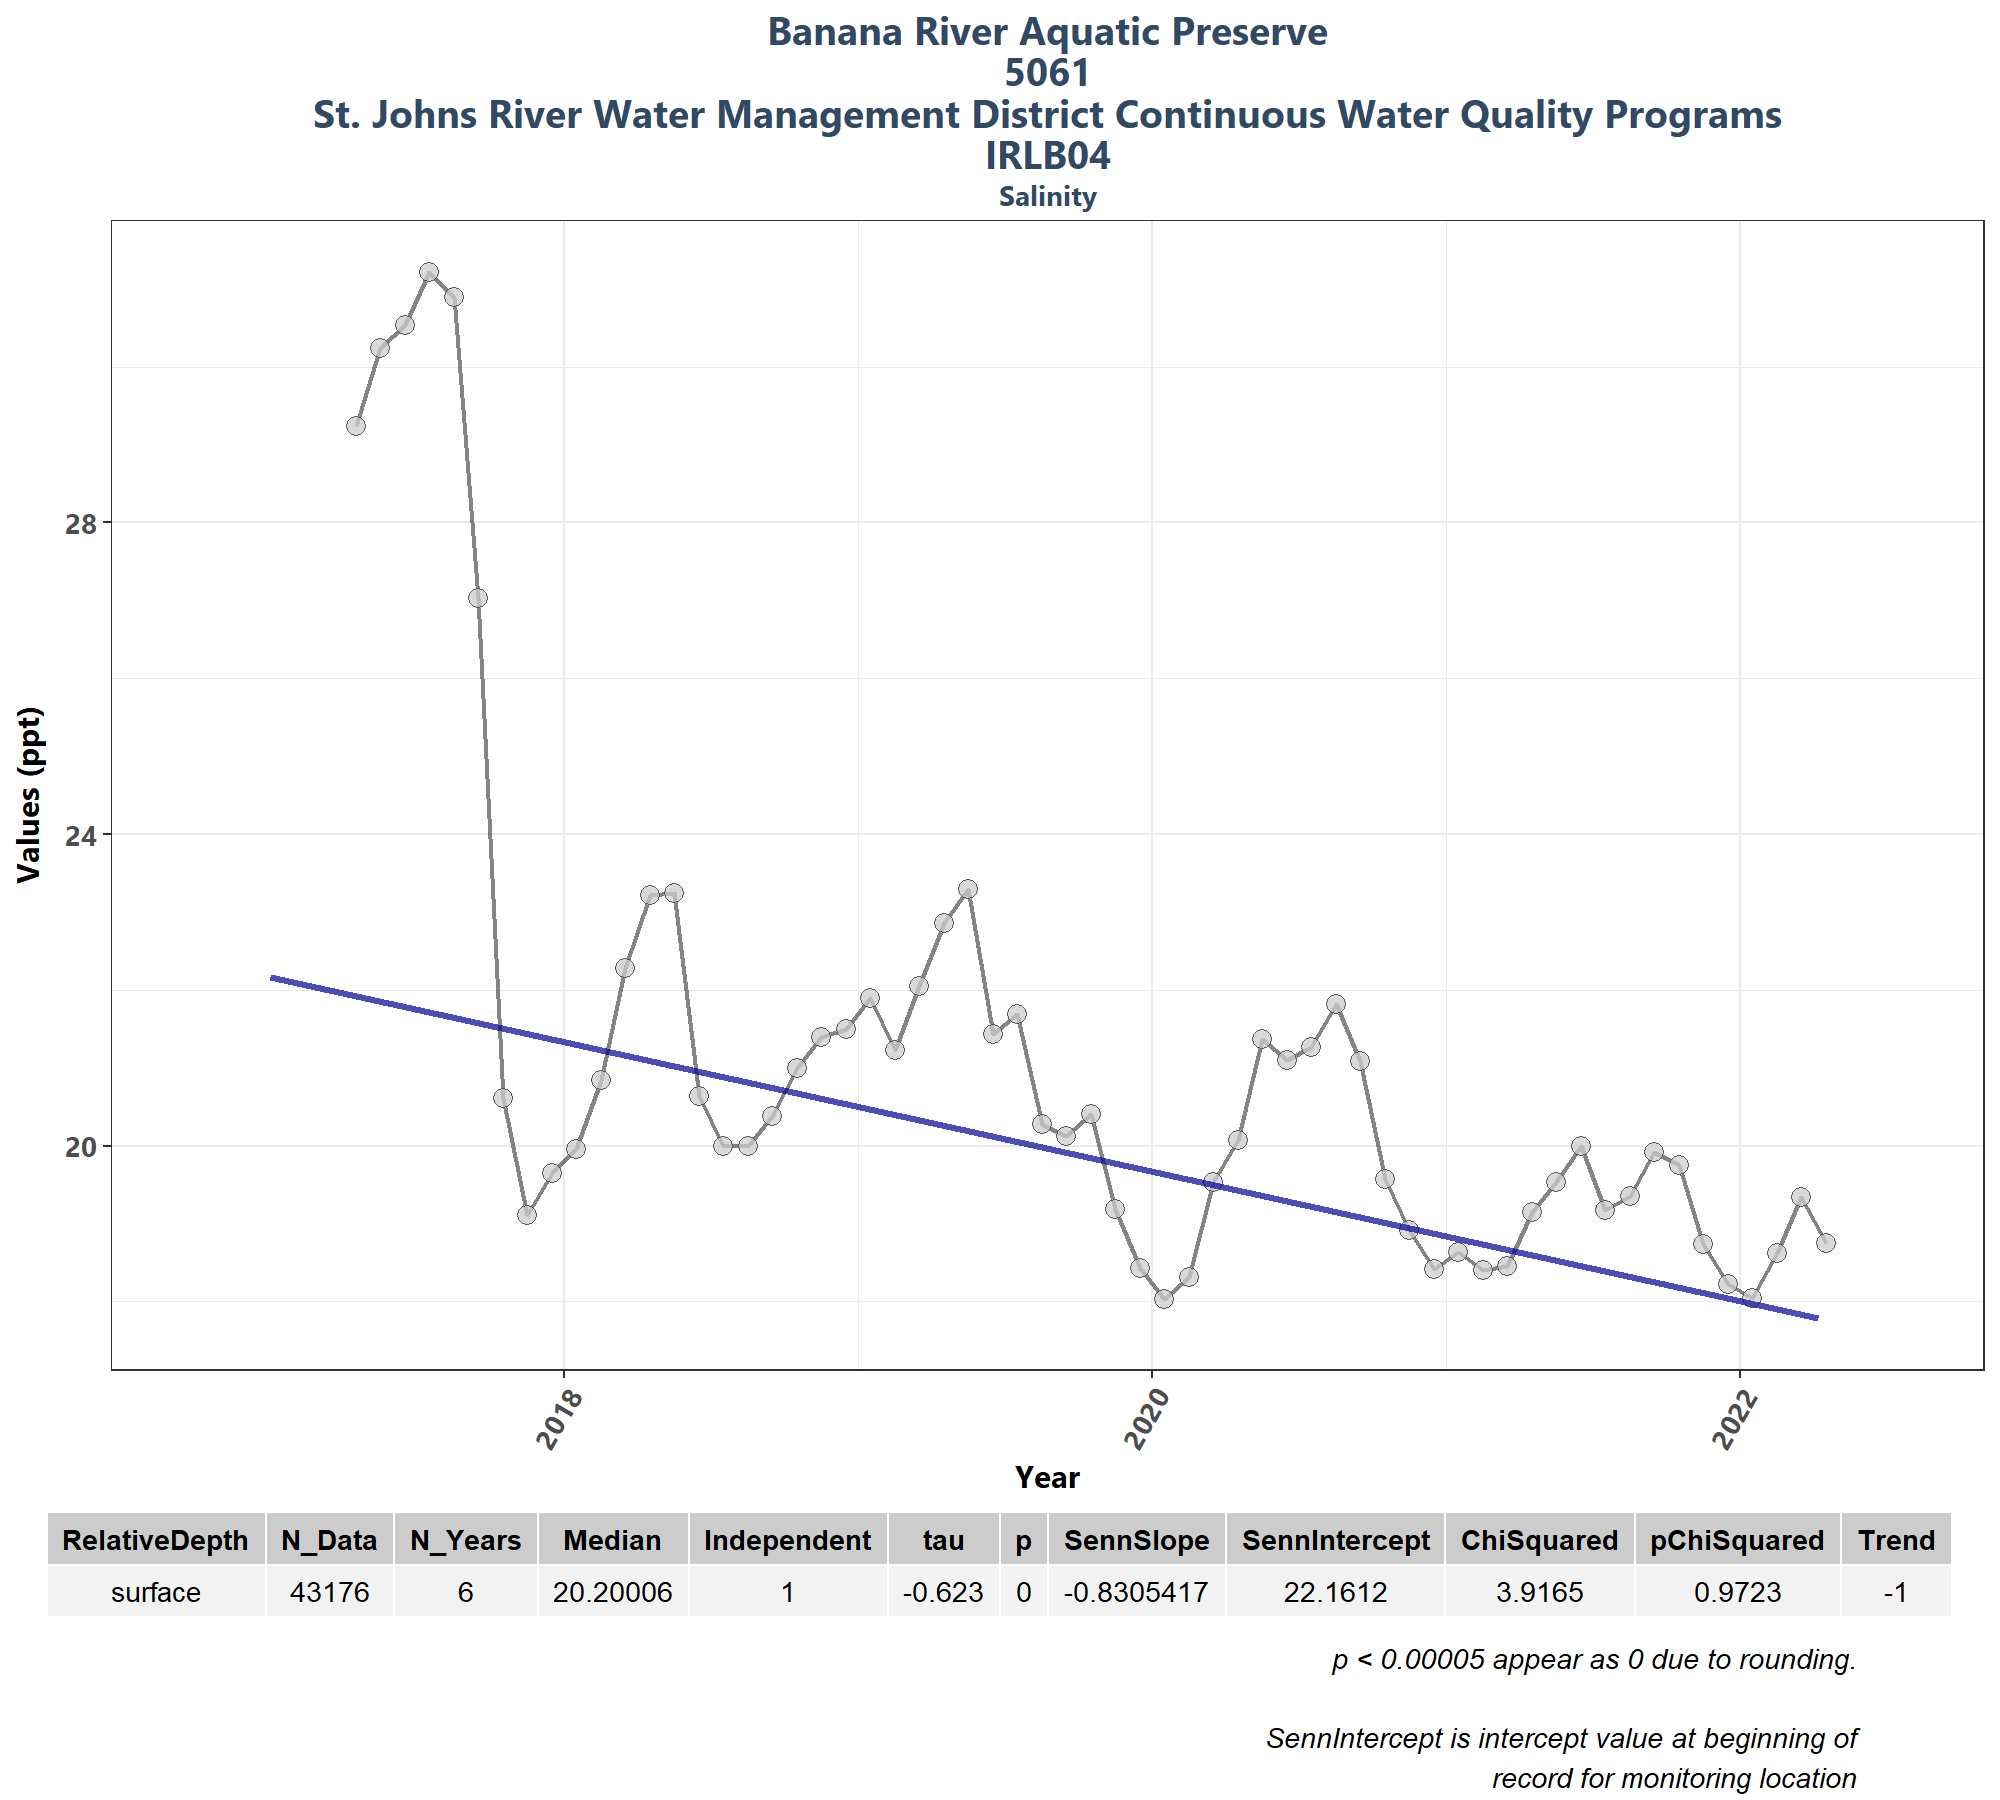 Banana River Aquatic Preserve
5061
St. Johns River Water Management District Continuous Water Quality Programs
IRLB04
Salinity
Values (ppt)
28
24
20
2018
2020
2022
Year
RelativeDepth N_Data N_Years Median Independent tau p SennSlope SennIntercept ChiSquared pChiSquared Trend
surface 43176 6 20.20006 1 -0.623 0 -0.8305417 22.1612 3.9165 0.9723 -1
p < 0.00005 appear as 0 due to rounding.
SennIntercept is intercept value at beginning of
record for monitoring location